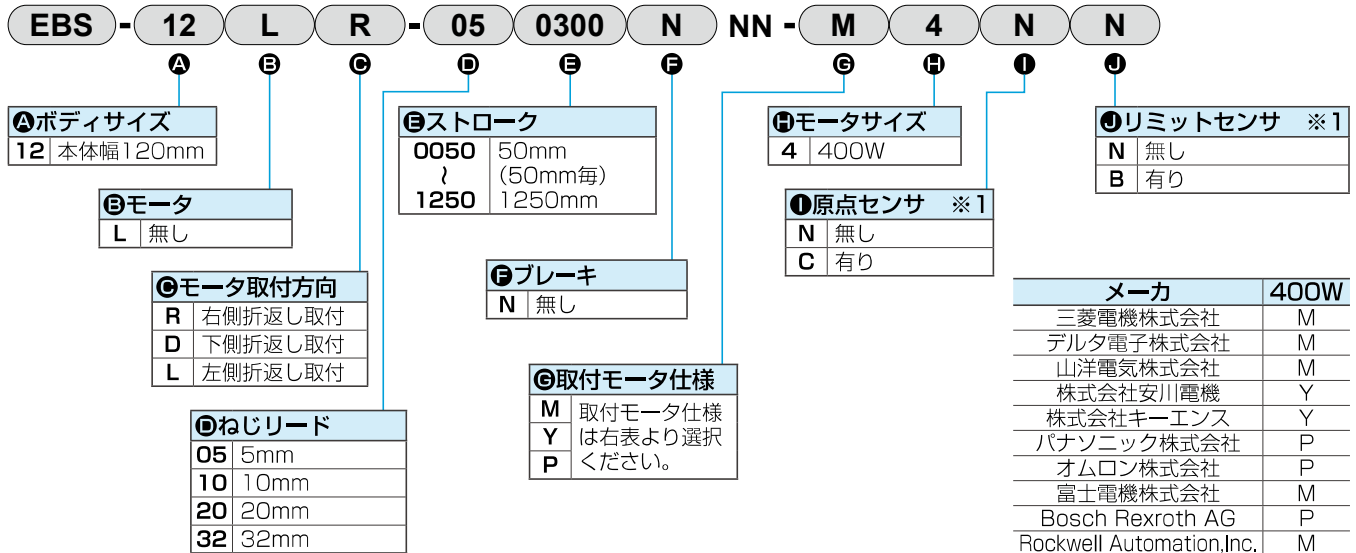 EBS - 12 L R - 05 0300 N NN - M 4 N N
A B C D E F G H I J
Aボディサイズ
12 本体幅120mm
Bモータ
L 無し
Cモータ取付方向
R 右側折返し取付
D 下側折返し取付
L 左側折返し取付
Dねじリード
05 5mm
10 10mm
20 20mm
32 32mm
Eストローク
0050 50mm
〜 (50mm毎)
1250 1250mm
Fブレーキ
N 無し
G取付モータ仕様
M 取付モータ仕様
Y は右表より選択
P ください。
Hモータサイズ
4 400W
I原点センサ ※1
N 無し
C 有り
Jリミットセンサ ※1
N 無し
B 有り
メーカ 400W
三菱電機株式会社 M
デルタ電子株式会社 M
山洋電気株式会社 M
株式会社安川電機 Y
株式会社キーエンス Y
パナソニック株式会社 P
オムロン株式会社 P
富士電機株式会社 M
Bosch Rexroth AG P
Rockwell Automation,Inc. M